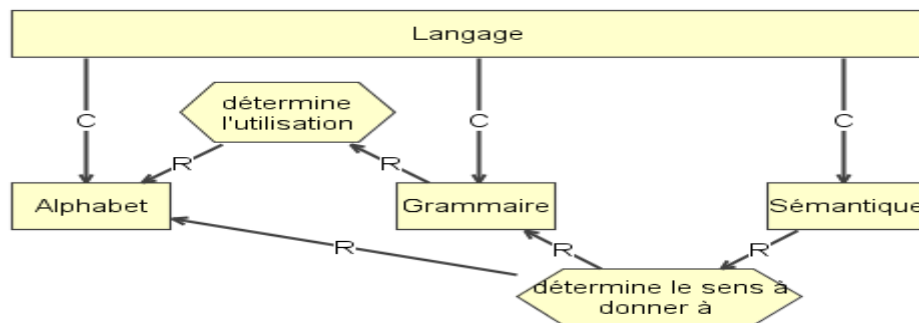 Langage
C
C
C
détermine
l'utilisation
R
R
Alphabet
Grammaire
Sémantique
R
R
R
détermine le sens à
donner à